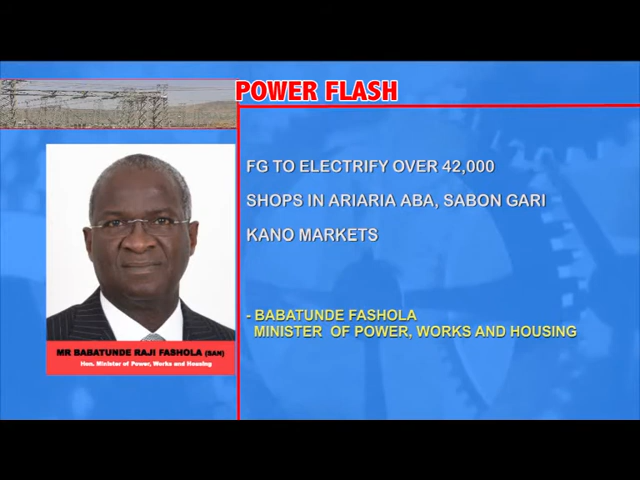 POWER FLASH
FG TO ELECTRIFY OVER 42,000
SHOPS IN ARIARIA ABA, SABON GARI
KANO MARKETS
- BABATUNDE FASHOLA
MINISTER OF POWER, WORKS AND HOUSING
MR BABATUNDE RAJI FASHOLA (SAN)
Hon. Minister of Power, Works and Housing